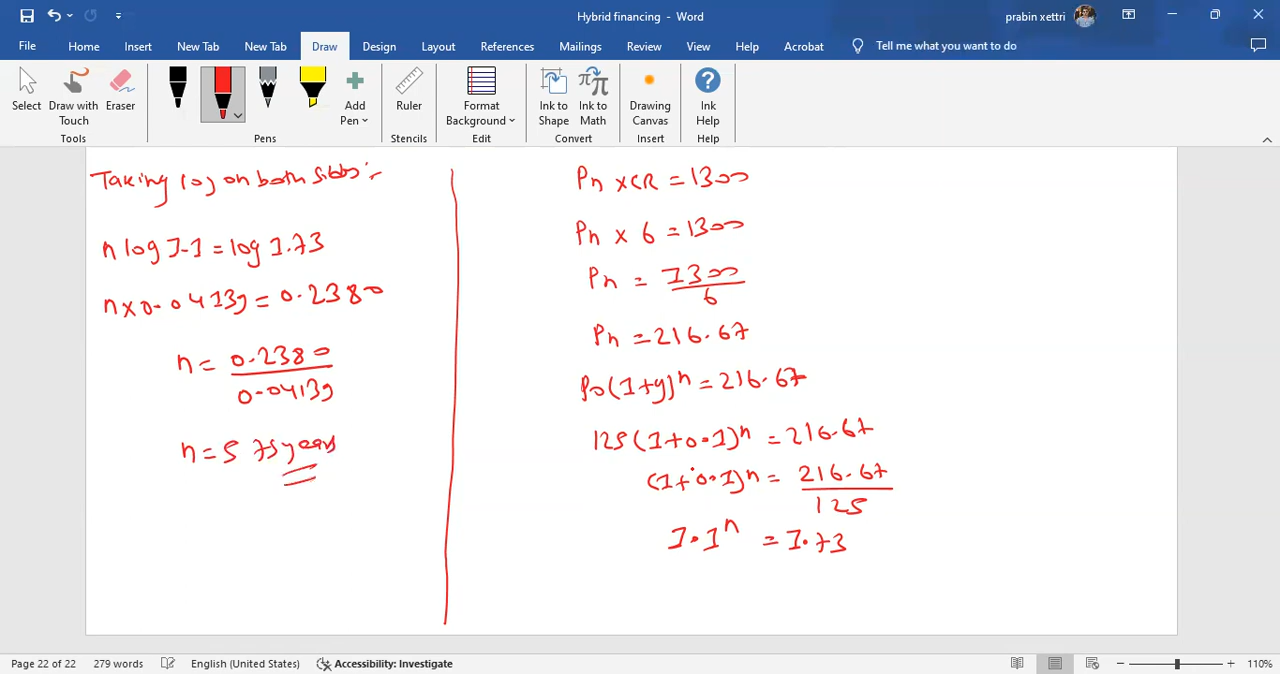 Hybrid financing - Word
prabin xettri
File Home Insert New Tab New Tab Draw Design Layout References Mailings Review View Help Acrobat Tell me what you want to do
Select Draw with Touch Eraser
Add Pen
Ruler
Format Background
Ink to Shape Ink to Math
Drawing Canvas
Ink Help
Tools Pens Stencils Edit Convert Insert Help
Taking log on both sides:-
n log 1.1 = log 1.73
n x 0.04139 = 0.2380
n = 0.2380
0.04139
n = 5 75 years
Pn x CR = 1300
Pn x 6 = 1300
Pn = 1300
6
Pn = 216.67
Po (1+g)ⁿ = 216.67
125 (1+0.1)ⁿ = 216.67
(1+0.1)ⁿ = 216.67
125
1.1ⁿ = 1.73
Page 22 of 22 279 words English (United States) Accessibility: Investigate 110%